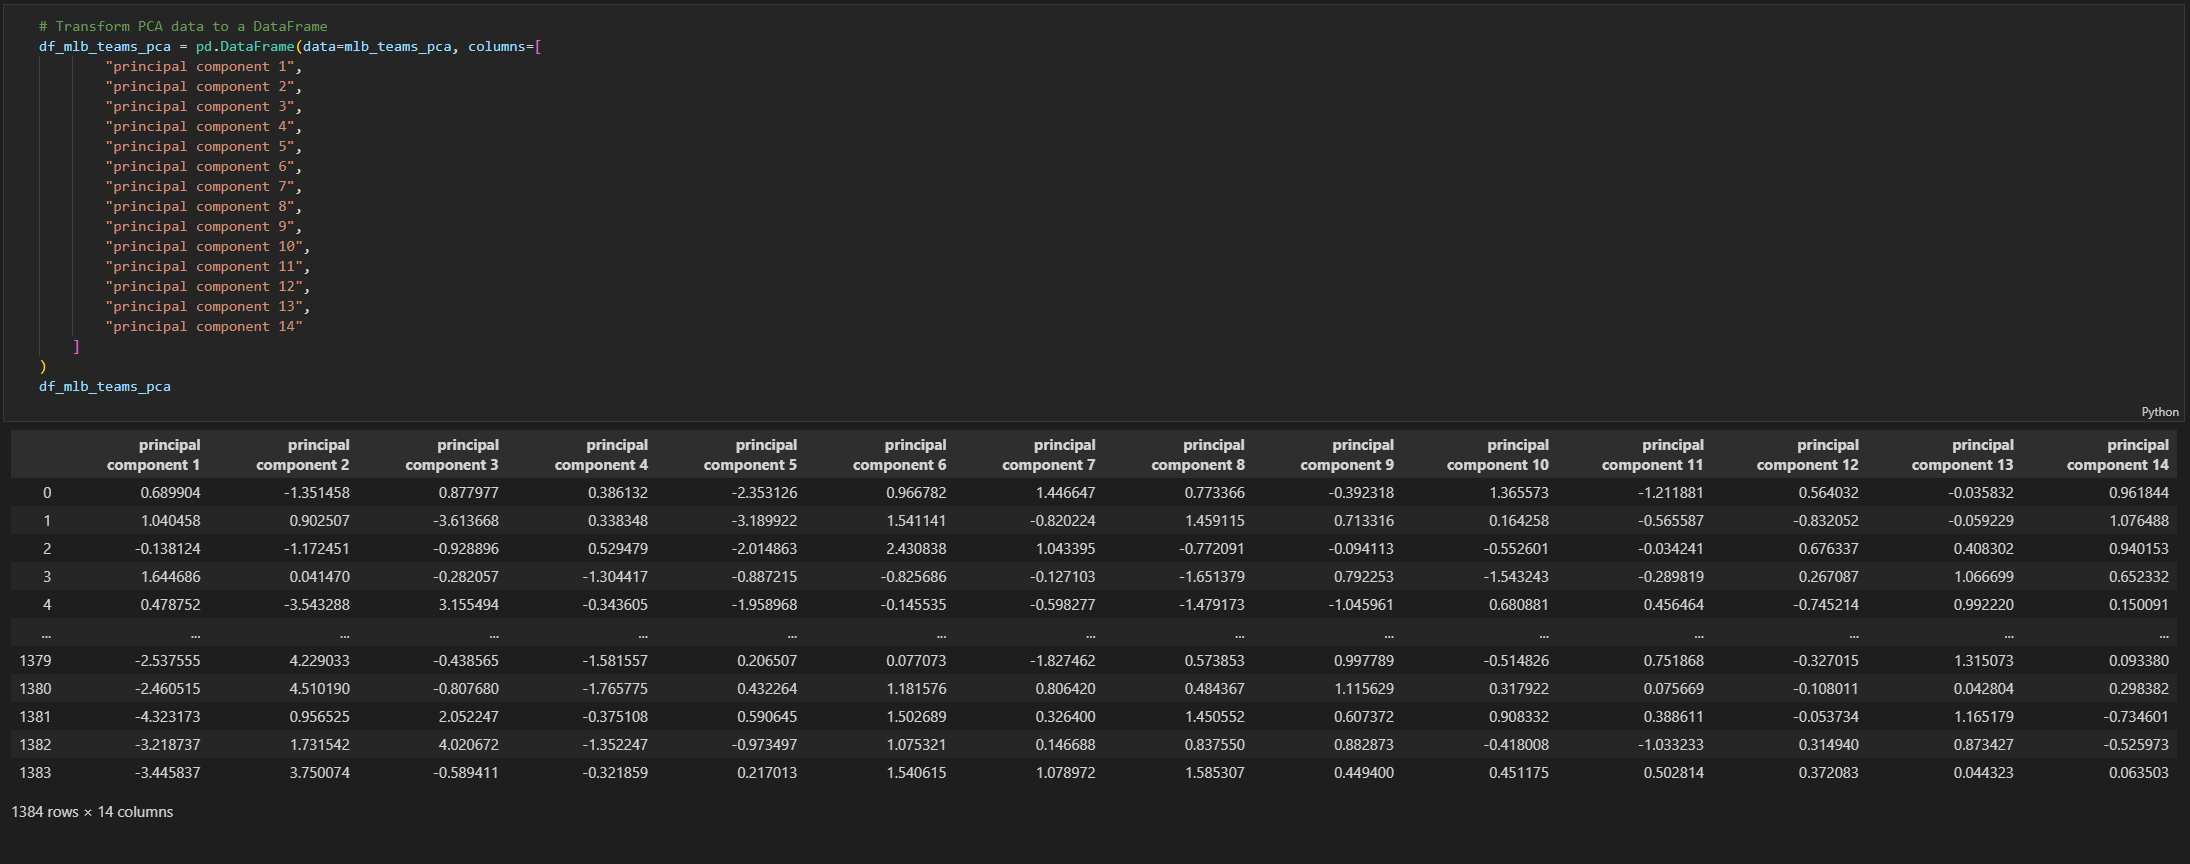 # Transform PCA data to a DataFrame
df_mlb_teams_pca = pd.DataFrame(data=mlb_teams_pca, columns=[
"principal component 1",
"principal component 2",
"principal component 3",
"principal component 4",
"principal component 5",
"principal component 6",
"principal component 7",
"principal component 8",
"principal component 9",
"principal component 10",
"principal component 11",
"principal component 12",
"principal component 13",
"principal component 14"
]
)
df_mlb_teams_pca
Python
principal component 1 principal component 2 principal component 3 principal component 4 principal component 5 principal component 6 principal component 7 principal component 8 principal component 9 principal component 10 principal component 11 principal component 12 principal component 13 principal component 14
0 0.689904 -1.351458 0.877977 0.386132 -2.353126 0.966782 1.446647 0.773366 -0.392318 1.365573 -1.211881 0.564032 -0.035832 0.961844
1 1.040458 0.902507 -3.613668 0.338348 -3.189922 1.541141 -0.820224 1.459115 0.713316 0.164258 -0.565587 -0.832052 -0.059229 1.076488
2 -0.138124 -1.172451 -0.928896 0.529479 -2.014863 2.430838 1.043395 -0.772091 -0.094113 -0.552601 -0.034241 0.676337 0.408302 0.940153
3 1.644686 0.041470 -0.282057 -1.304417 -0.887215 -0.825686 -0.127103 -1.651379 0.792253 -1.543243 -0.289819 0.267087 1.066699 0.652332
4 0.478752 -3.543288 3.155494 -0.343605 -1.958968 -0.145535 -0.598277 -1.479173 -1.045961 0.680881 0.456464 -0.745214 0.992220 0.150091
... ... ... ... ... ... ... ... ... ... ... ... ... ... ...
1379 -2.537555 4.229033 -0.438565 -1.581557 0.206507 0.077073 -1.827462 0.573853 0.997789 -0.514826 0.751868 -0.327015 1.315073 0.093380
1380 -2.460515 4.510190 -0.807680 -1.765775 0.432264 1.181576 0.806420 0.484367 1.115629 0.317922 0.075669 -0.108011 0.042804 0.298382
1381 -4.323173 0.956525 2.052247 -0.375108 0.590645 1.502689 0.326400 1.450552 0.607372 0.908332 0.388611 -0.053734 1.165179 -0.734601
1382 -3.218737 1.731542 4.020672 -1.352247 -0.973497 1.075321 0.146688 0.837550 0.882873 -0.418008 -1.033233 0.314940 0.873427 -0.525973
1383 -3.445837 3.750074 -0.589411 -0.321859 0.217013 1.540615 1.078972 1.585307 0.449400 0.451175 0.502814 0.372083 0.044323 0.063503
1384 rows × 14 columns